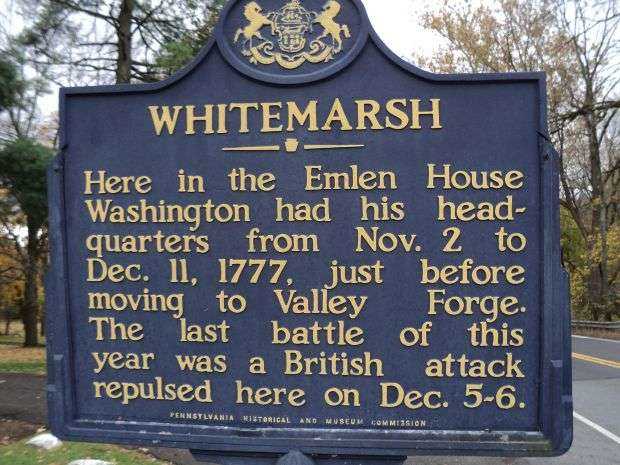 WHITEMARSH
Here in the Emlen House
Washington had his head-
quarters from Nov. 2 to
Dec. 11, 1777, just before
moving to Valley Forge.
The last battle of this
year was a British attack
repulsed here on Dec. 5-6.
PENNSYLVANIA HISTORICAL AND MUSEUM COMMISSION